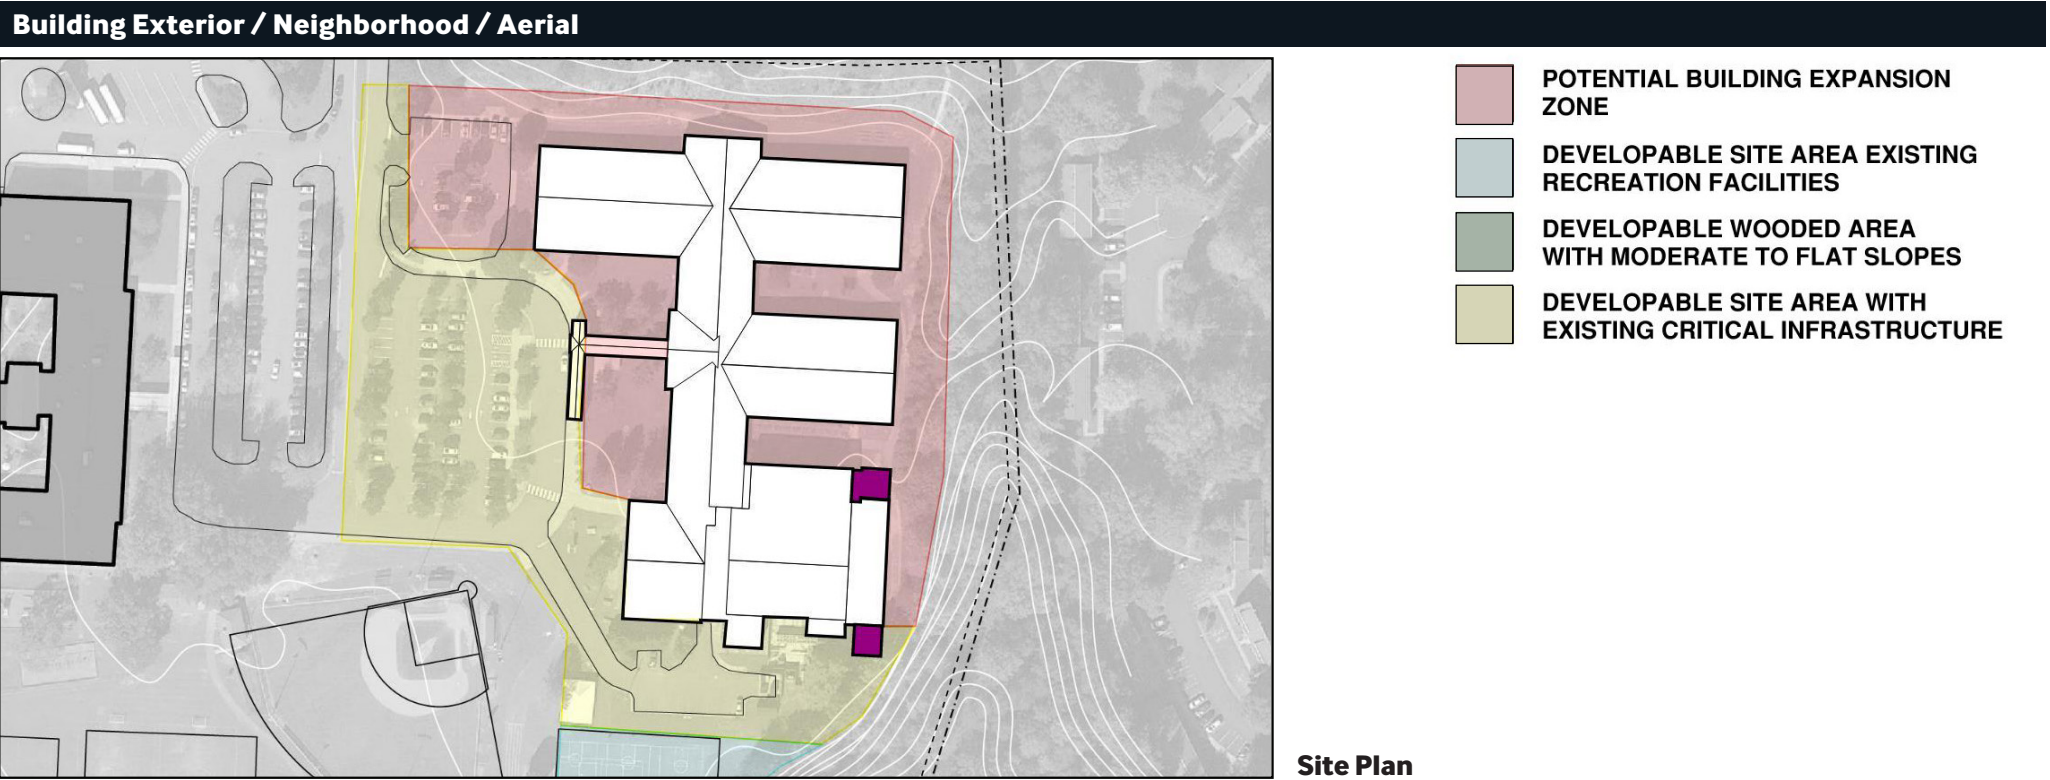 Building Exterior / Neighborhood / Aerial
POTENTIAL BUILDING EXPANSION
ZONE
DEVELOPABLE SITE AREA EXISTING
RECREATION FACILITIES
DEVELOPABLE WOODED AREA
WITH MODERATE TO FLAT SLOPES
DEVELOPABLE SITE AREA WITH
EXISTING CRITICAL INFRASTRUCTURE
Site Plan